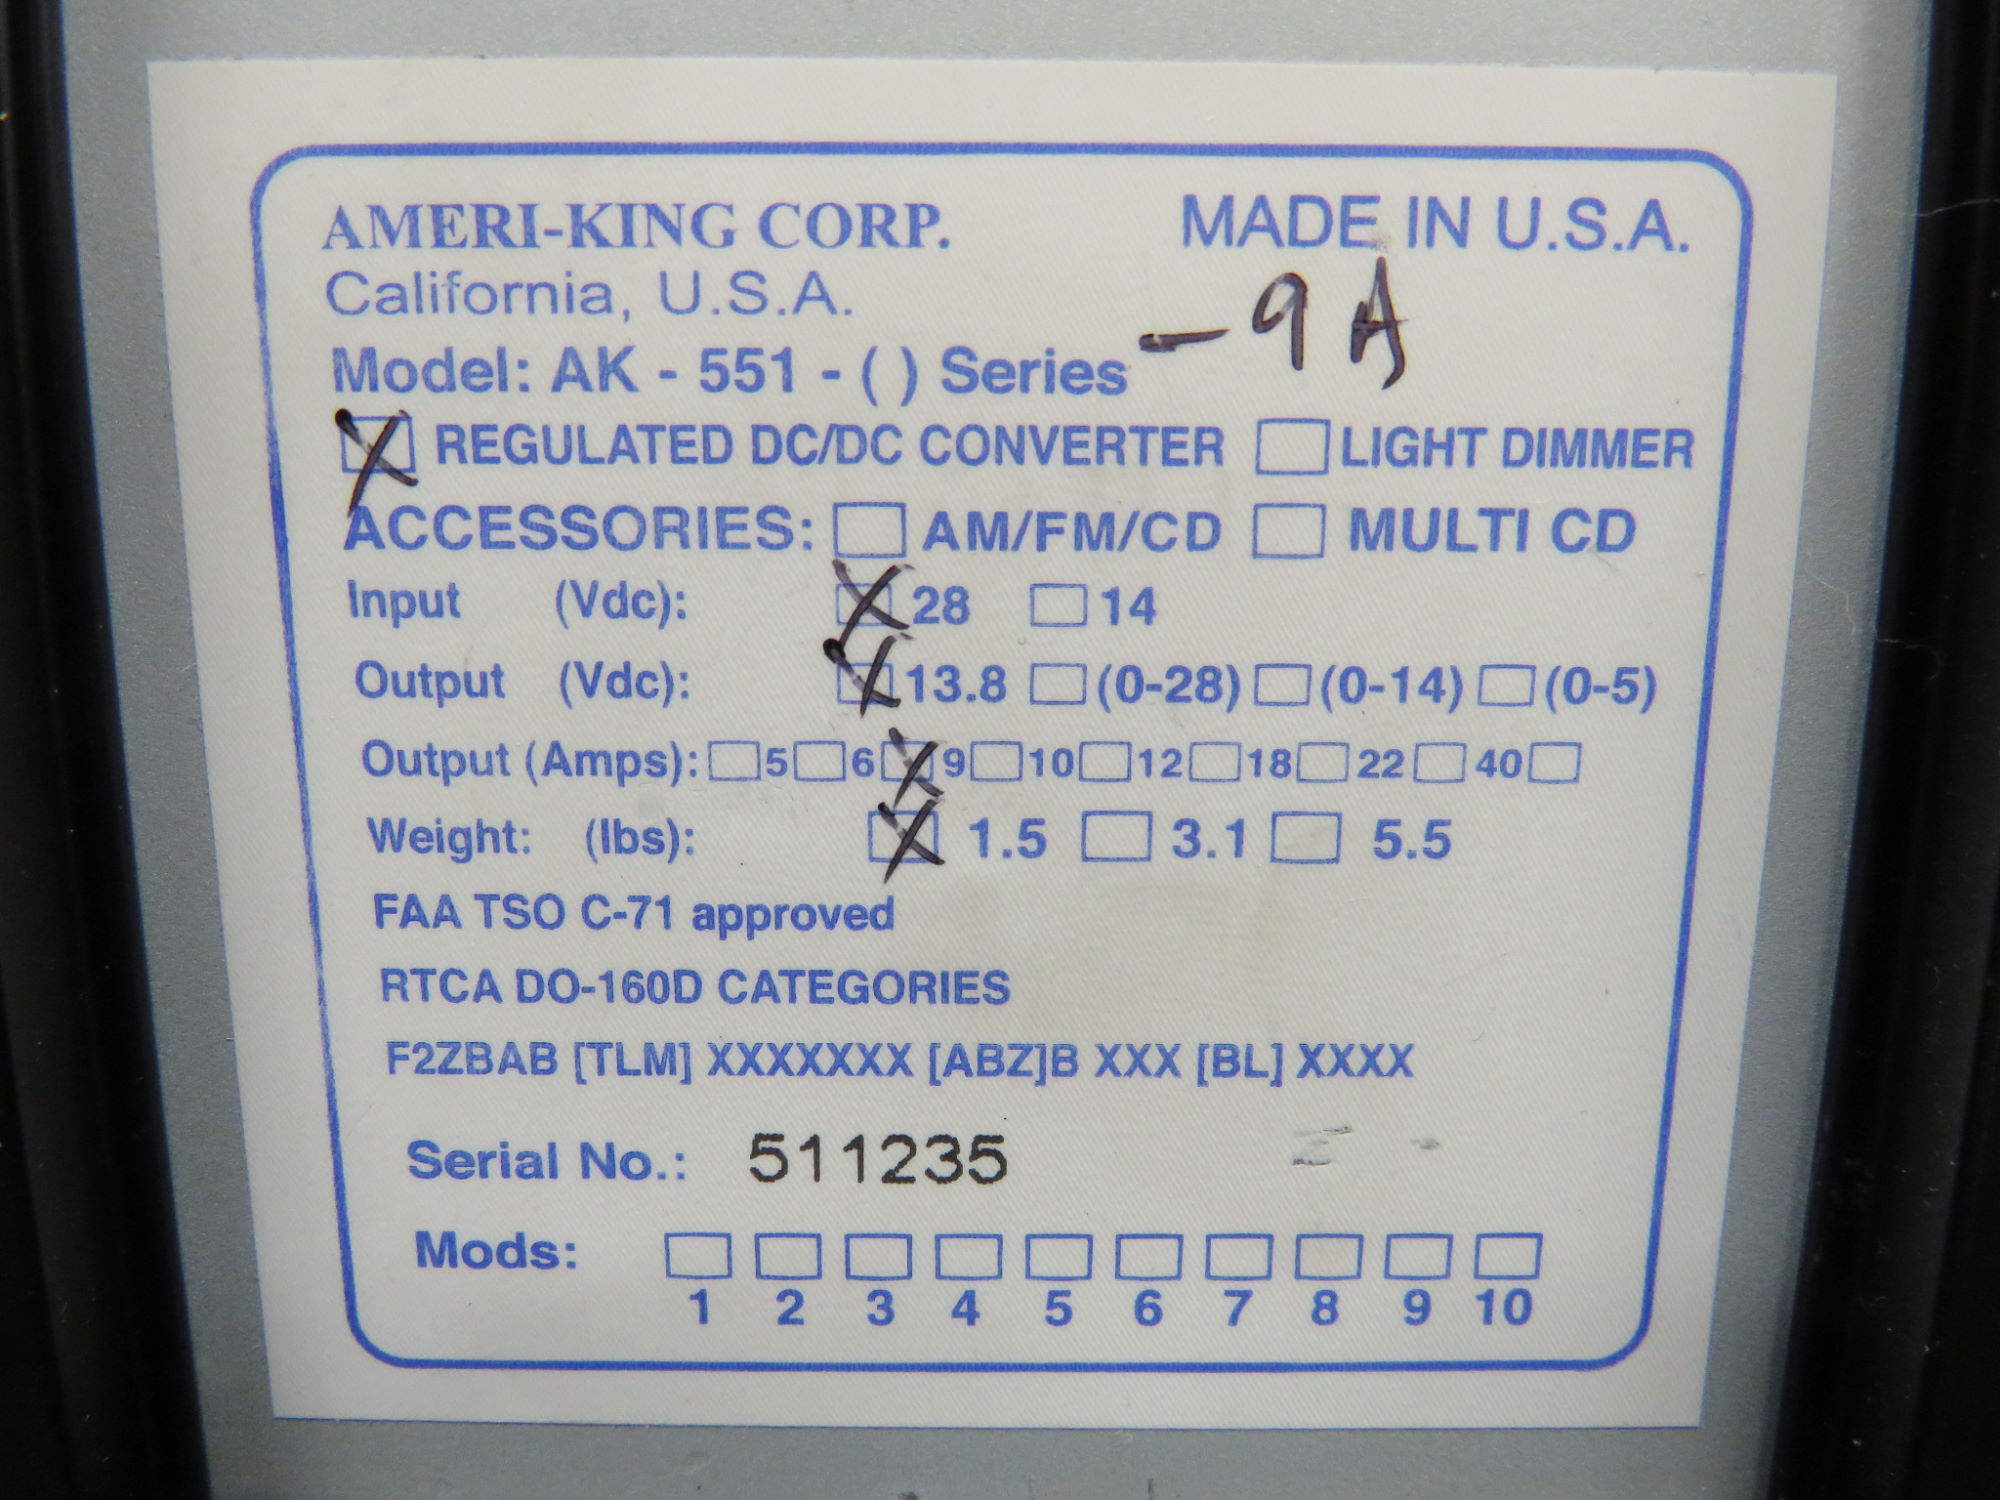 AMERI-KING CORP. MADE IN U.S.A.
California, U.S.A.
Model: AK - 551 - ( ) Series - 9A
☒ REGULATED DC/DC CONVERTER ☐ LIGHT DIMMER
ACCESSORIES: ☐ AM/FM/CD ☐ MULTI CD
Input (Vdc): ☒ 28 ☐ 14
Output (Vdc): ☒ 13.8 ☐ (0-28) ☐ (0-14) ☐ (0-5)
Output (Amps): ☐ 5 ☐ 6 ☒ 9 ☐ 10 ☐ 12 ☐ 18 ☐ 22 ☐ 40 ☐
Weight: (lbs): ☒ 1.5 ☐ 3.1 ☐ 5.5
FAA TSO C-71 approved
RTCA DO-160D CATEGORIES
F2ZBAB [TLM] XXXXXXX [ABZ]B XXX [BL] XXXX
Serial No.: 511235
Mods: ☐ ☐ ☐ ☐ ☐ ☐ ☐ ☐ ☐ ☐
1 2 3 4 5 6 7 8 9 10